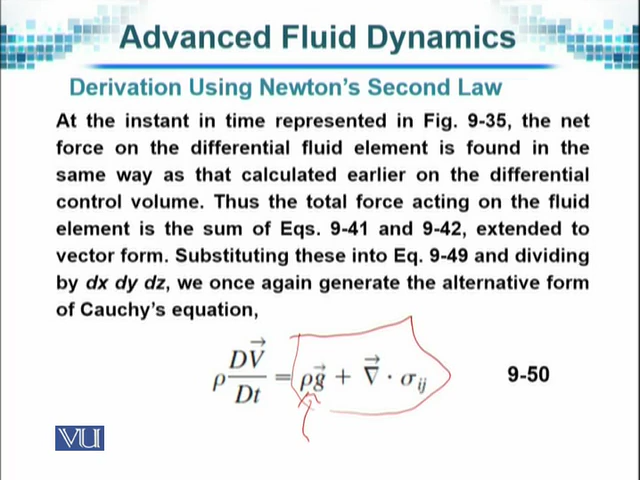 Advanced Fluid Dynamics
Derivation Using Newton's Second Law
At the instant in time represented in Fig. 9-35, the net
force on the differential fluid element is found in the
same way as that calculated earlier on the differential
control volume. Thus the total force acting on the fluid
element is the sum of Eqs. 9-41 and 9-42, extended to
vector form. Substituting these into Eq. 9-49 and dividing
by dx dy dz, we once again generate the alternative form
of Cauchy's equation,
ρ DV⃗/Dt = ρg⃗ + ∇⃗ · σij 9-50
VU